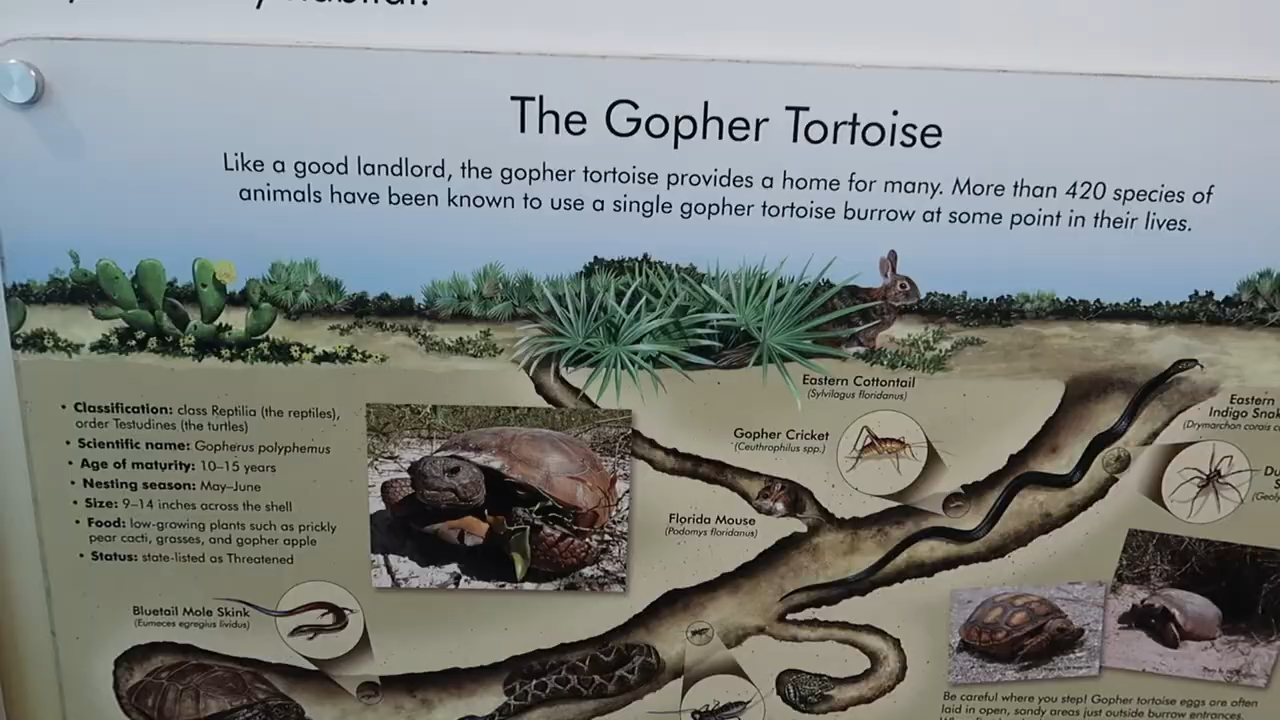 The Gopher Tortoise
Like a good landlord, the gopher tortoise provides a home for many. More than 420 species of
animals have been known to use a single gopher tortoise burrow at some point in their lives.
• Classification: class Reptilia (the reptiles),
order Testudines (the turtles)
• Scientific name: Gopherus polyphemus
• Age of maturity: 10–15 years
• Nesting season: May–June
• Size: 9–14 inches across the shell
• Food: low-growing plants such as prickly
pear cacti, grasses, and gopher apple
• Status: state-listed as Threatened
Eastern Cottontail
(Sylvilagus floridanus)
Gopher Cricket
(Ceuthrophilus spp.)
Eastern
Indigo Snak
(Drymarchon corais c
Florida Mouse
(Podomys floridanus)
Du
Bluetail Mole Skink
(Eumeces egregius lividus)
Be careful where you step! Gopher tortoise eggs are often
laid in open, sandy areas just outside burrow entrances.